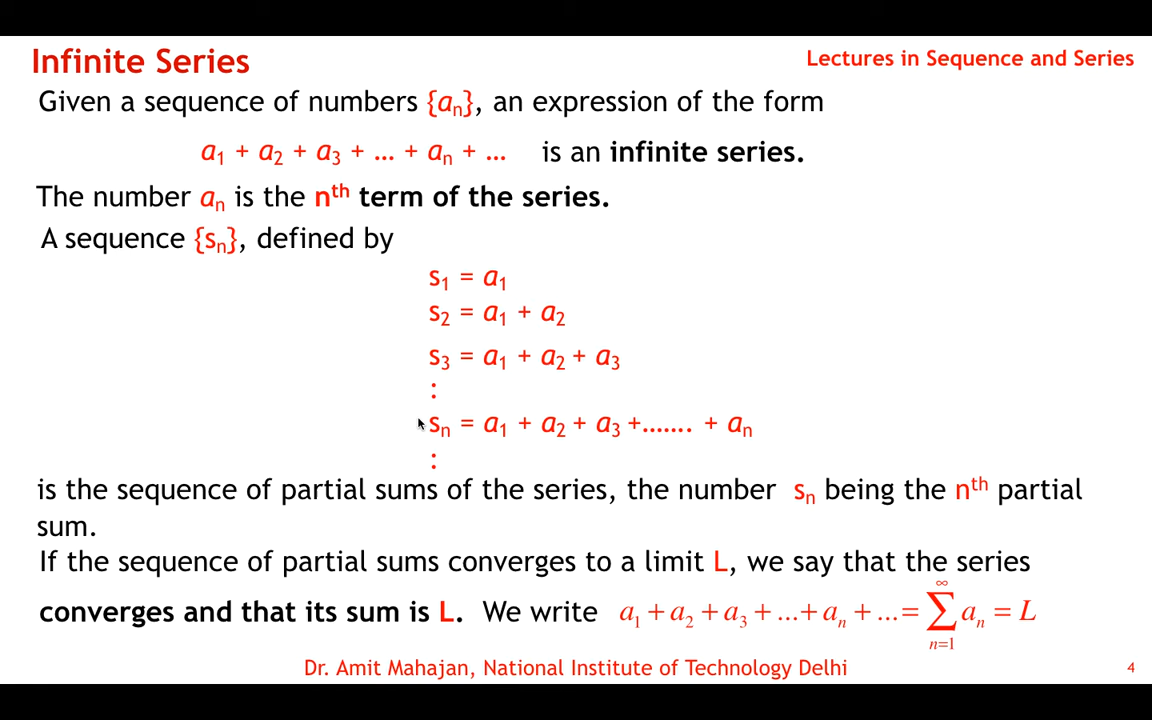 Infinite Series
Lectures in Sequence and Series
Given a sequence of numbers {aₙ}, an expression of the form
a₁ + a₂ + a₃ + … + aₙ + … is an infinite series.
The number aₙ is the nᵗʰ term of the series.
A sequence {sₙ}, defined by
s₁ = a₁
s₂ = a₁ + a₂
s₃ = a₁ + a₂ + a₃
⋮
sₙ = a₁ + a₂ + a₃ +……. + aₙ
⋮
is the sequence of partial sums of the series, the number sₙ being the nᵗʰ partial
sum.
If the sequence of partial sums converges to a limit L, we say that the series
converges and that its sum is L. We write a₁ + a₂ + a₃ + ... + aₙ + ... = ∑_{n=1}^{∞} aₙ = L
Dr. Amit Mahajan, National Institute of Technology Delhi
4